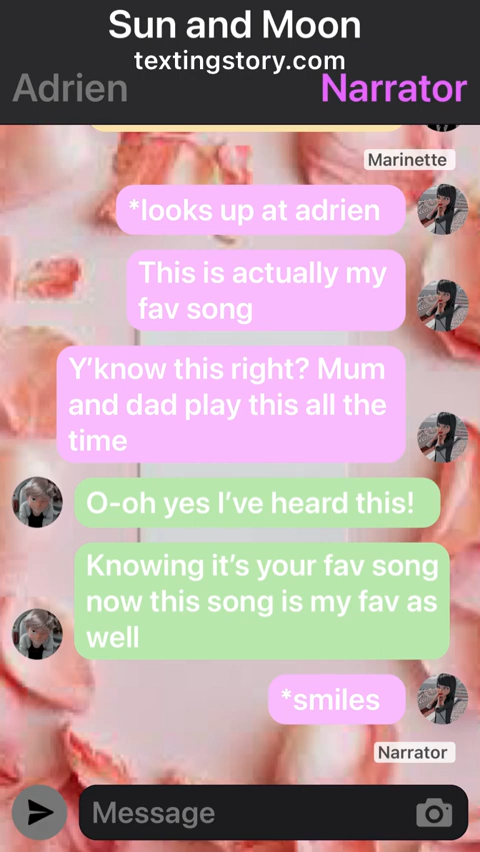 Sun and Moon
textingstory.com
Adrien Narrator
Marinette
*looks up at adrien
This is actually my
fav song
Y’know this right? Mum
and dad play this all the
time
O-oh yes I’ve heard this!
Knowing it’s your fav song
now this song is my fav as
well
*smiles
Narrator
Message